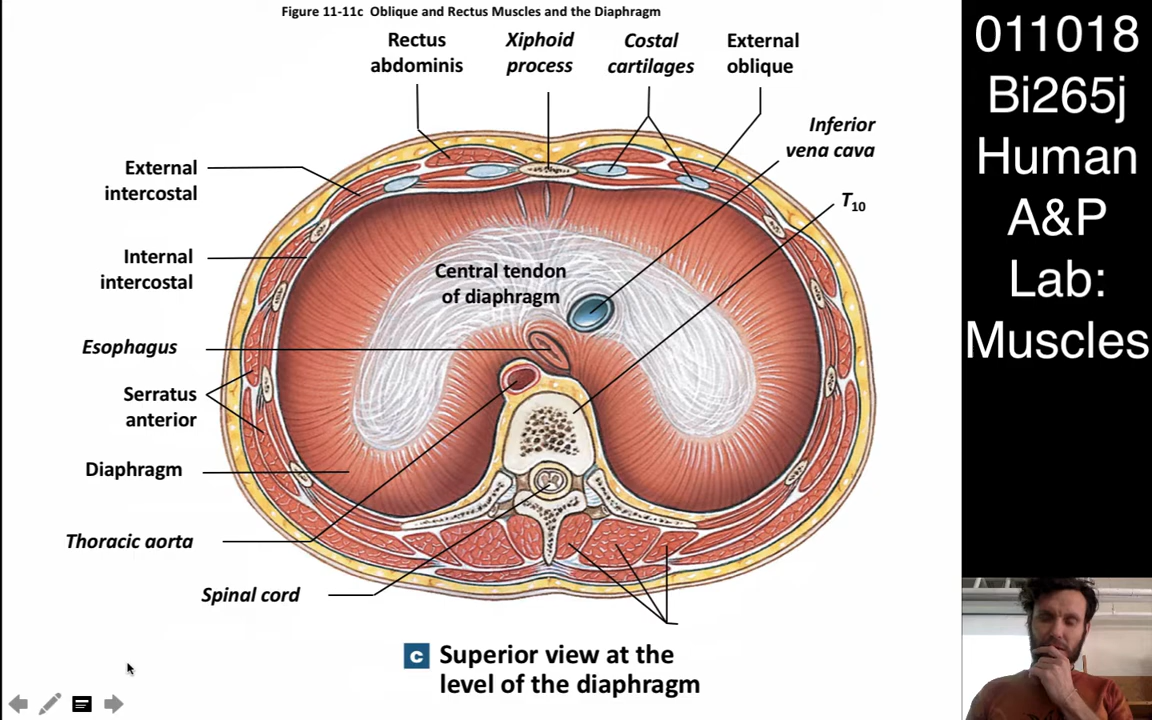 Figure 11-11c  Oblique and Rectus Muscles and the Diaphragm
Rectus
abdominis
Xiphoid
process
Costal
cartilages
External
oblique
Inferior
vena cava
T10
External
intercostal
Internal
intercostal
Central tendon
of diaphragm
Esophagus
Serratus
anterior
Diaphragm
Thoracic aorta
Spinal cord
c Superior view at the
level of the diaphragm
011018
Bi265j
Human
A&P
Lab:
Muscles